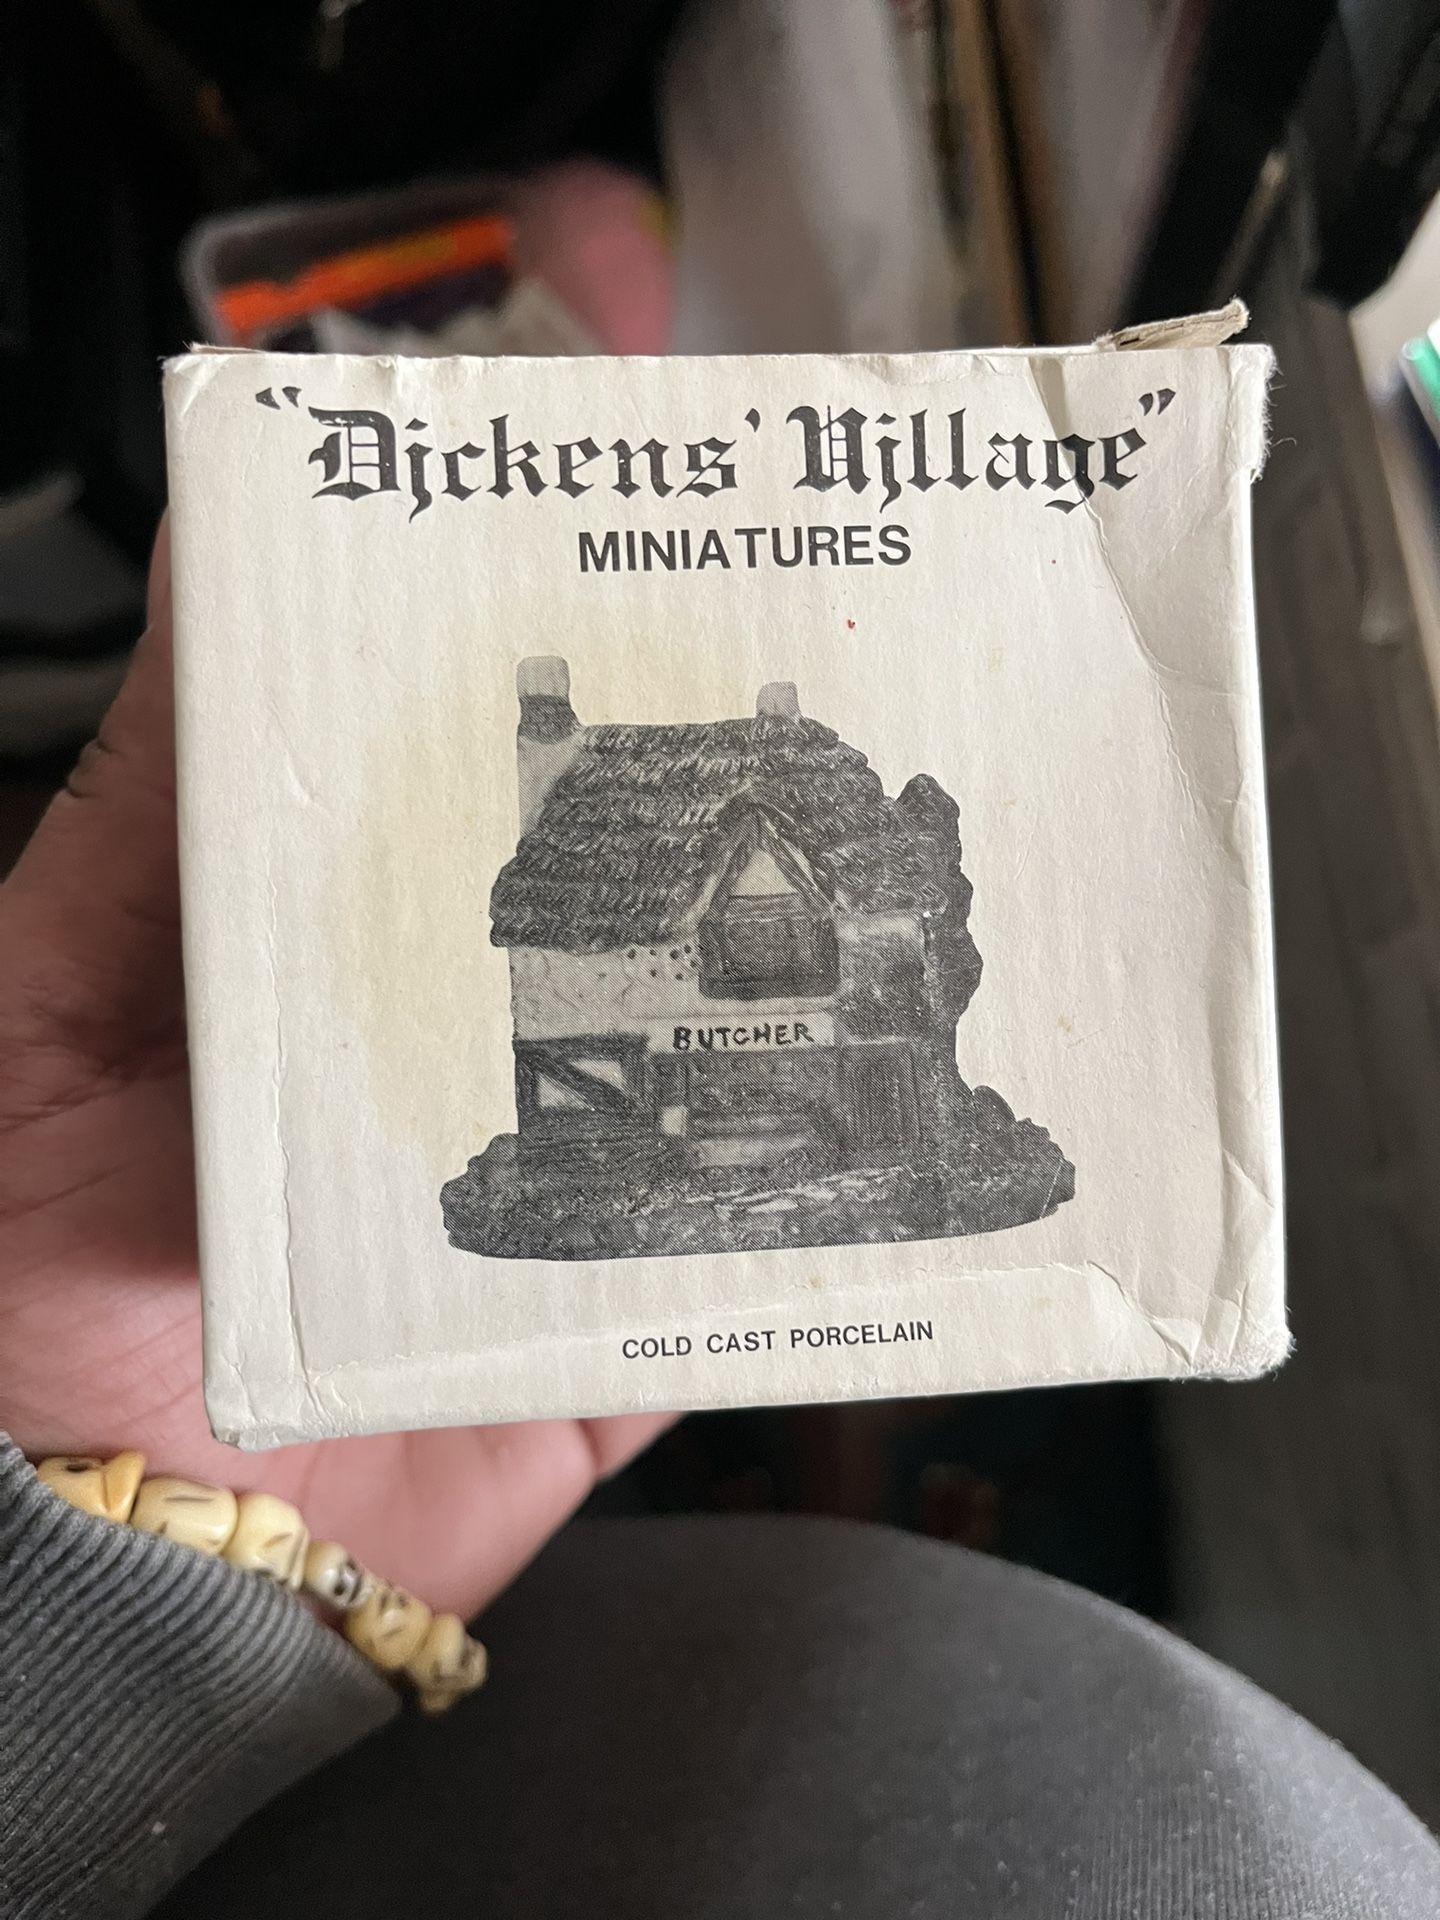 "Dickens' Village"
MINIATURES
BUTCHER
COLD CAST PORCELAIN